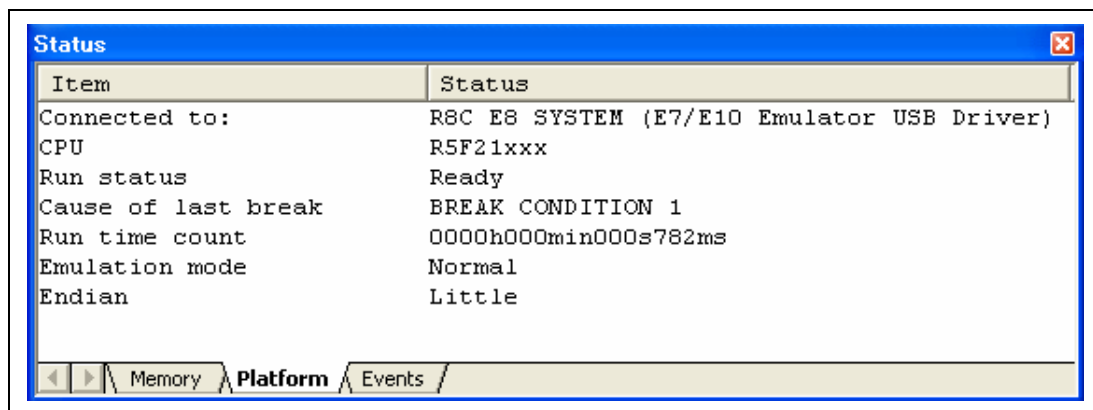 Status
Item Status
Connected to: R8C E8 SYSTEM (E7/E10 Emulator USB Driver)
CPU R5F21xxx
Run status Ready
Cause of last break BREAK CONDITION 1
Run time count 0000h000min000s782ms
Emulation mode Normal
Endian Little
Memory Platform Events